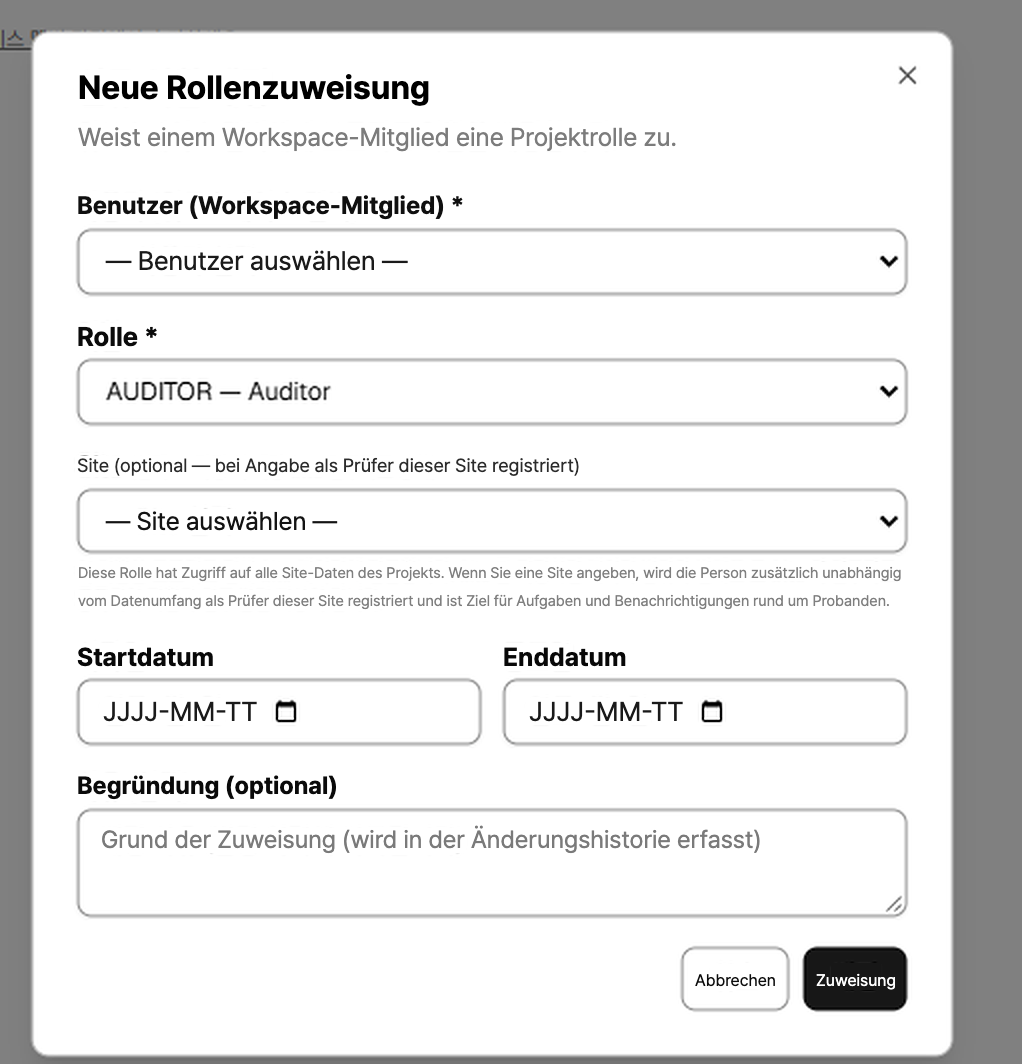 Neue Rollenzuweisung
Weist einem Workspace-Mitglied eine Projektrolle zu.
Benutzer (Workspace-Mitglied) *
— Benutzer auswählen —
Rolle *
AUDITOR — Auditor
Site (optional — bei Angabe als Prüfer dieser Site registriert)
— Site auswählen —
Diese Rolle hat Zugriff auf alle Site-Daten des Projekts. Wenn Sie eine Site angeben, wird die Person zusätzlich unabhängig
vom Datenumfang als Prüfer dieser Site registriert und ist Ziel für Aufgaben und Benachrichtigungen rund um Probanden.
Startdatum Enddatum
JJJJ-MM-TT JJJJ-MM-TT
Begründung (optional)
Grund der Zuweisung (wird in der Änderungshistorie erfasst)
Abbrechen Zuweisung